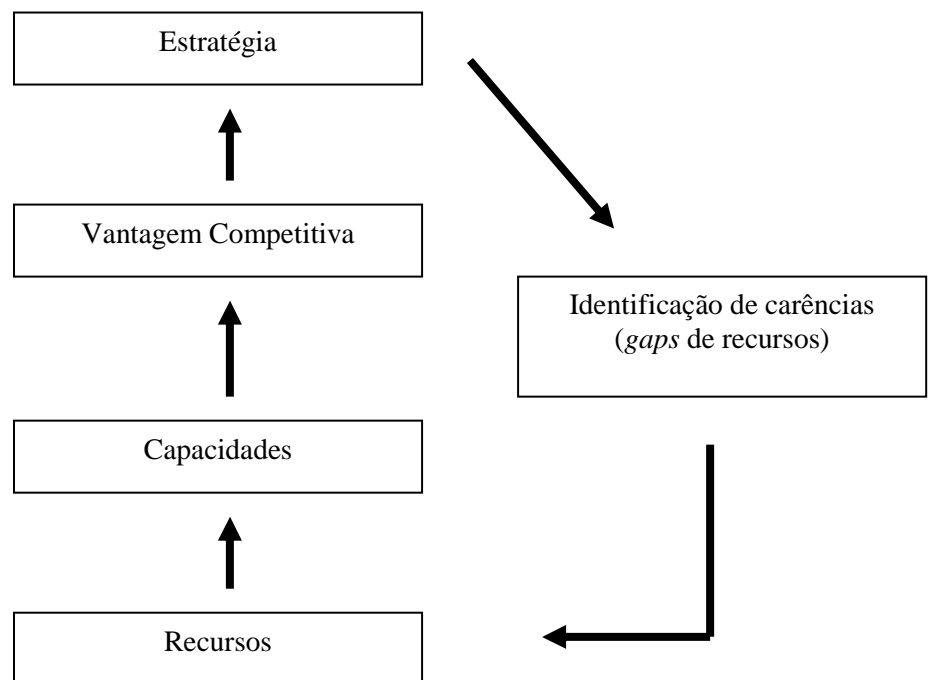 Estratégia
Vantagem Competitiva
Identificação de carências
(gaps de recursos)
Capacidades
Recursos